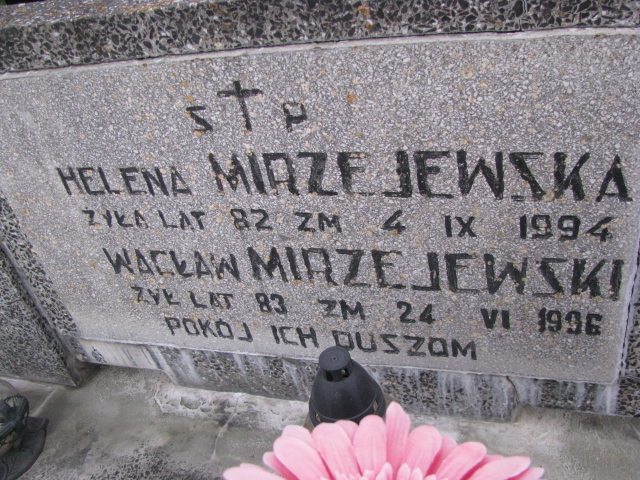 Ś † P
HELENA MIRZEJEWSKA
ŻYŁA LAT 82 ZM 4 IX 1994
WACŁAW MIRZEJEWSKI
ŻYŁ LAT 83 ZM 24 VI 1996
POKÓJ ICH DUSZOM